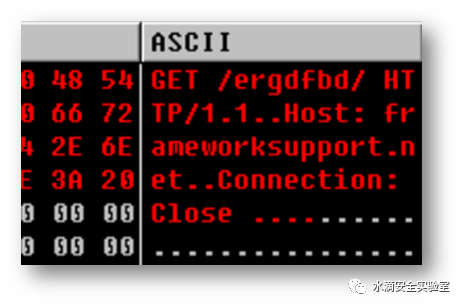 ASCII
0 48 54 GET /ergdfbd/ HT
0 66 72 TP/1.1..Host: fr
4 2E 6E ameworksupport.n
E 3A 20 et..Connection:
0 00 00 Close ..........
0 00 00 ................
水滴安全实验室